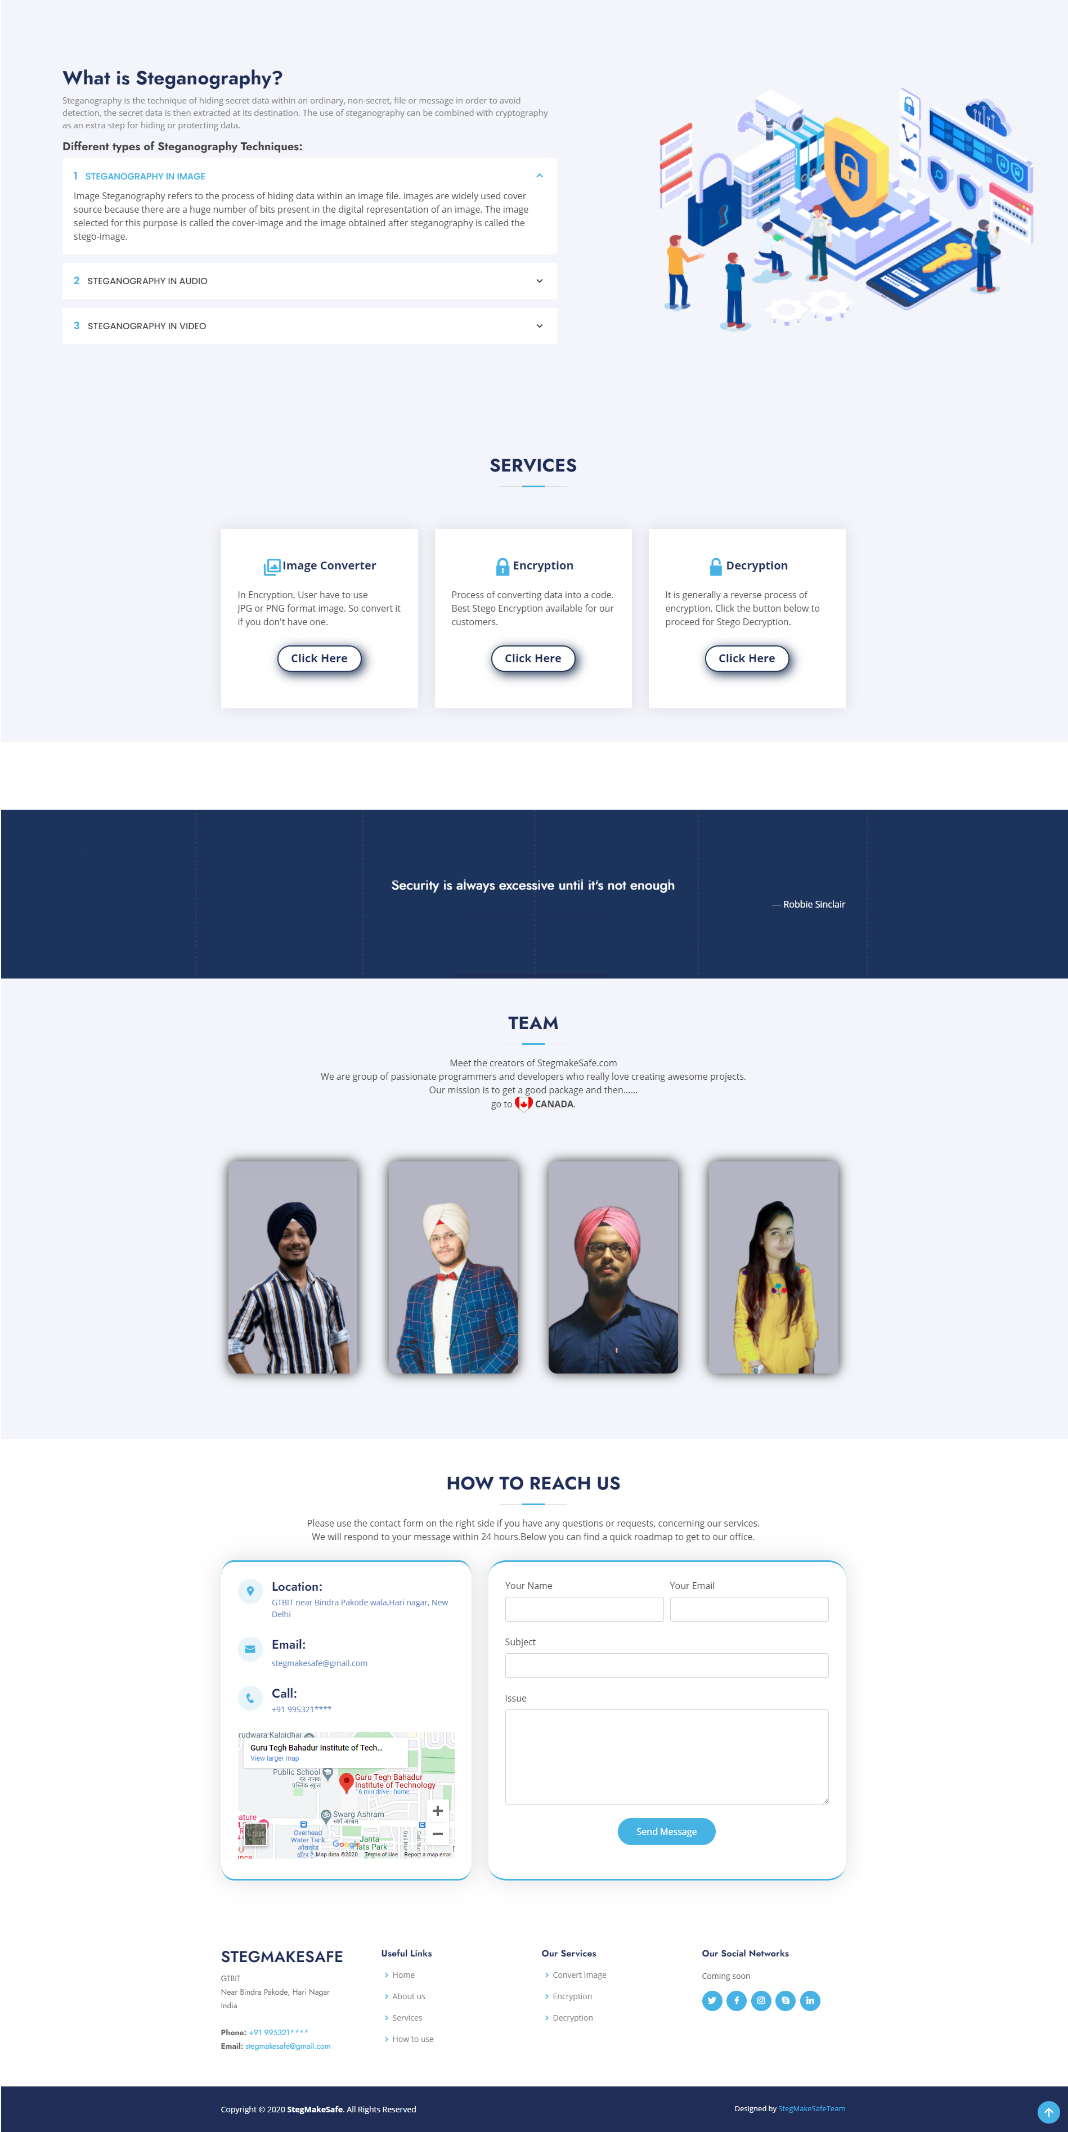 What is Steganography?
Steganography is the technique of hiding secret data within an ordinary, non-secret, file or message in order to avoid
detection, the secret data is then extracted at its destination. The use of steganography can be combined with cryptography
as an extra step for hiding or protecting data.
Different types of Steganography Techniques:
1 STEGANOGRAPHY IN IMAGE
Image Steganography refers to the process of hiding data within an image file. images are widely used cover
source because there are a huge number of bits present in the digital representation of an image. The image
selected for this purpose is called the cover-image and the image obtained after steganography is called the
stego-image.
2 STEGANOGRAPHY IN AUDIO
3 STEGANOGRAPHY IN VIDEO
SERVICES
Image Converter
In Encryption, User have to use
JPG or PNG format image. So convert it
if you don't have one.
Click Here
Encryption
Process of converting data into a code.
Best Stego Encryption available for our
customers.
Click Here
Decryption
It is generally a reverse process of
encryption. Click the button below to
proceed for Stego Decryption.
Click Here
Security is always excessive until it's not enough
— Robbie Sinclair
TEAM
Meet the creators of StegmakeSafe.com
We are group of passionate programmers and developers who really love creating awesome projects.
Our mission is to get a good package and then......
go to CANADA.
HOW TO REACH US
Please use the contact form on the right side if you have any questions or requests, concerning our services.
We will respond to your message within 24 hours.Below you can find a quick roadmap to get to our office.
Location:
GTBIT near Bindra Pakode wala,Hari nagar, New
Delhi
Email:
stegmakesafe@gmail.com
Call:
+91 995321****
rudwara Kalgidhar
Guru Tegh Bahadur Institute of Tech...
View larger map
Public School
गुरु नानक
पब्लिक स्कूल
Guru Tegh Bahadur
Institute of Technology
16 min drive - home
Swarg Ashram
स्वर्ग आश्रम
ature
Overhead
Water Tank
ओवरहेड
Janta
Flats Park
Google
Map data ©2020 Terms of Use Report a map error
Your Name
Your Email
Subject
Issue
Send Message
STEGMAKESAFE
GTBIT
Near Bindra Pakode, Hari Nagar
India
Phone: +91 995321****
Email: stegmakesafe@gmail.com
Useful Links
Home
About us
Services
How to use
Our Services
Convert Image
Encryption
Decryption
Our Social Networks
Coming soon
Copyright © 2020 StegMakeSafe. All Rights Reserved
Designed by StegMakeSafeTeam